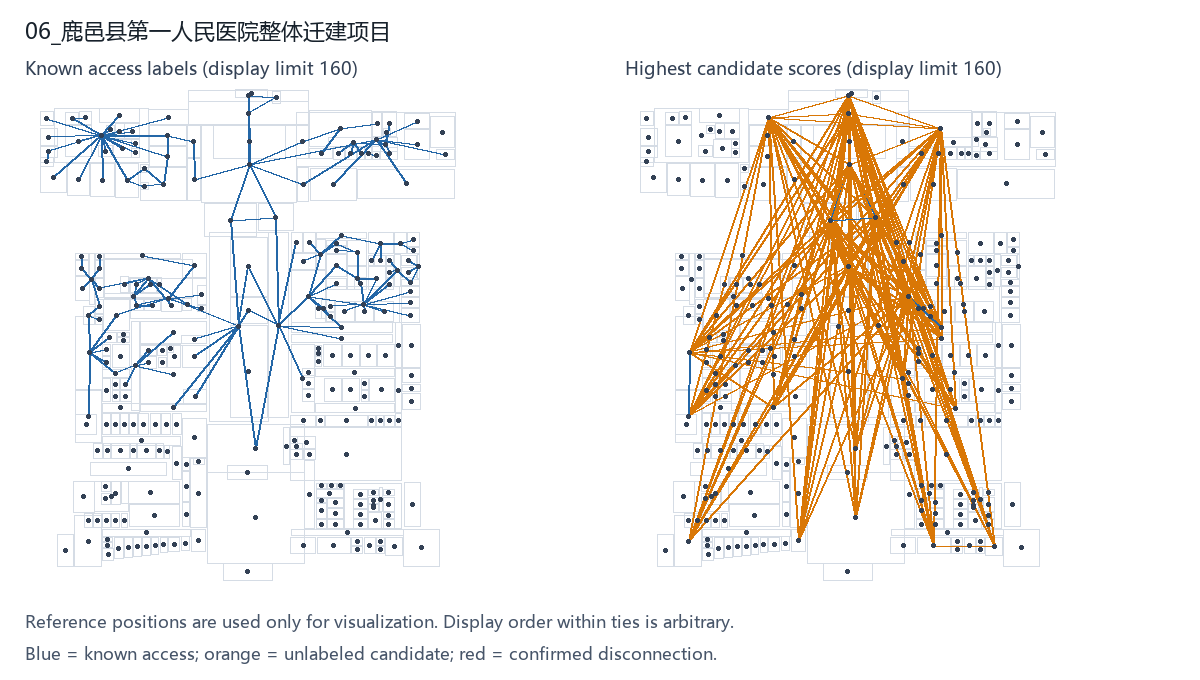 06_鹿邑县第一人民医院整体迁建项目
Known access labels (display limit 160)
Highest candidate scores (display limit 160)
Reference positions are used only for visualization. Display order within ties is arbitrary.
Blue = known access; orange = unlabeled candidate; red = confirmed disconnection.